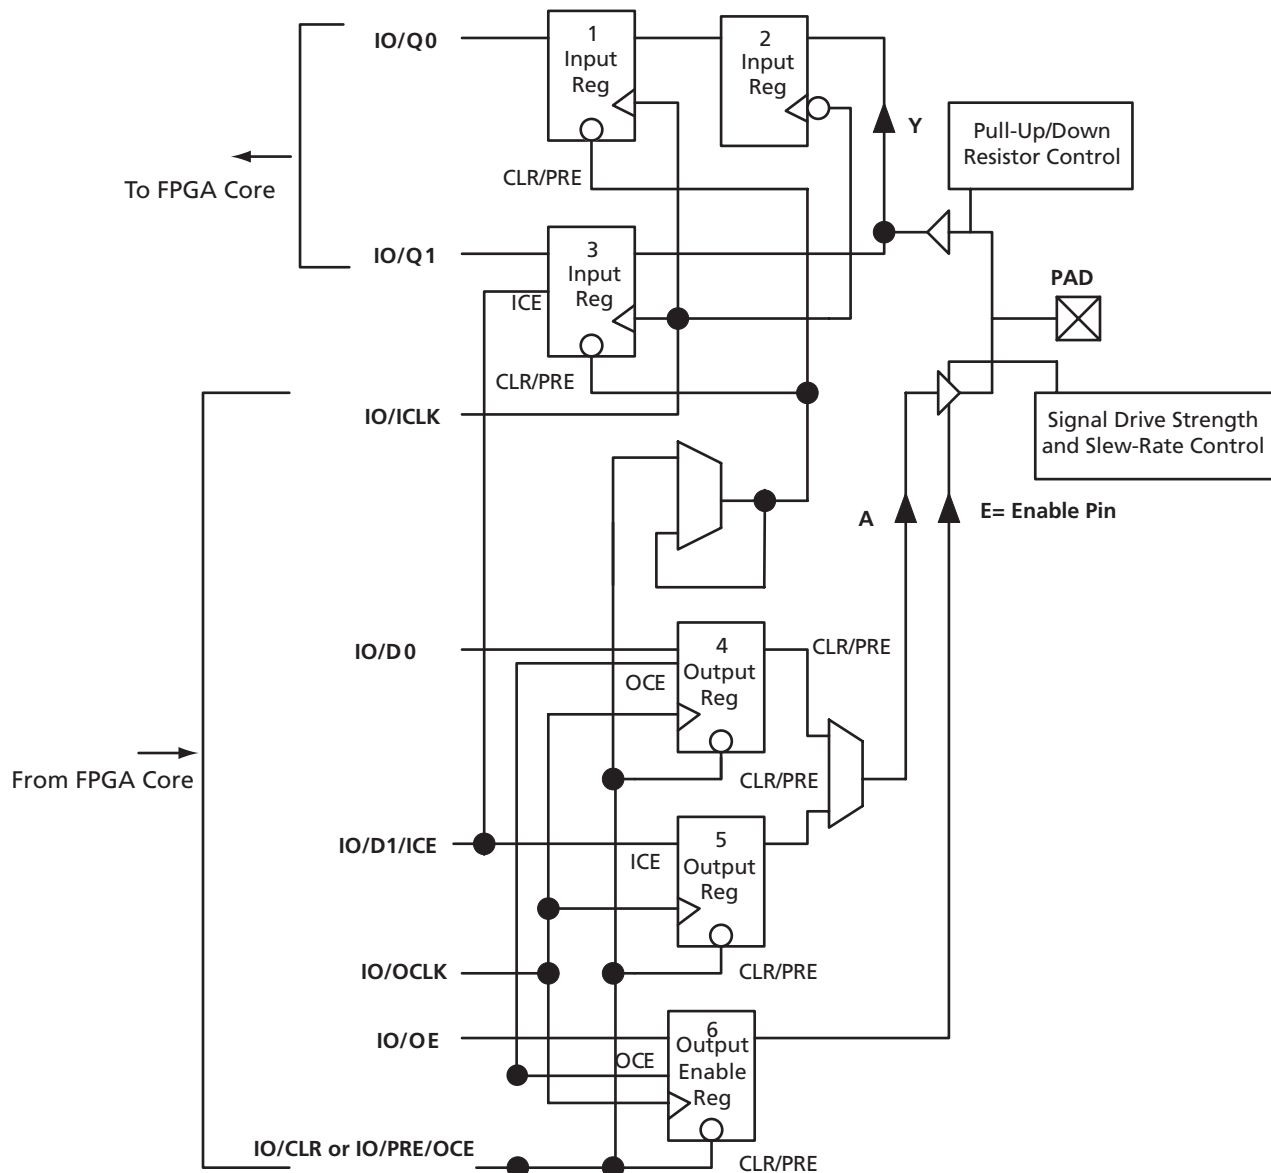 IO/Q0
1
Input
Reg
2
Input
Reg
Y
Pull-Up/Down
Resistor Control
To FPGA Core
CLR/PRE
IO/Q1
3
Input
Reg
ICE
PAD
CLR/PRE
IO/ICLK
Signal Drive Strength
and Slew-Rate Control
A
E= Enable Pin
IO/D0
4
Output
Reg
OCE
CLR/PRE
From FPGA Core
CLR/PRE
IO/D1/ICE
5
Output
Reg
ICE
IO/OCLK
CLR/PRE
IO/OE
6
Output
Enable
Reg
OCE
IO/CLR or IO/PRE/OCE
CLR/PRE